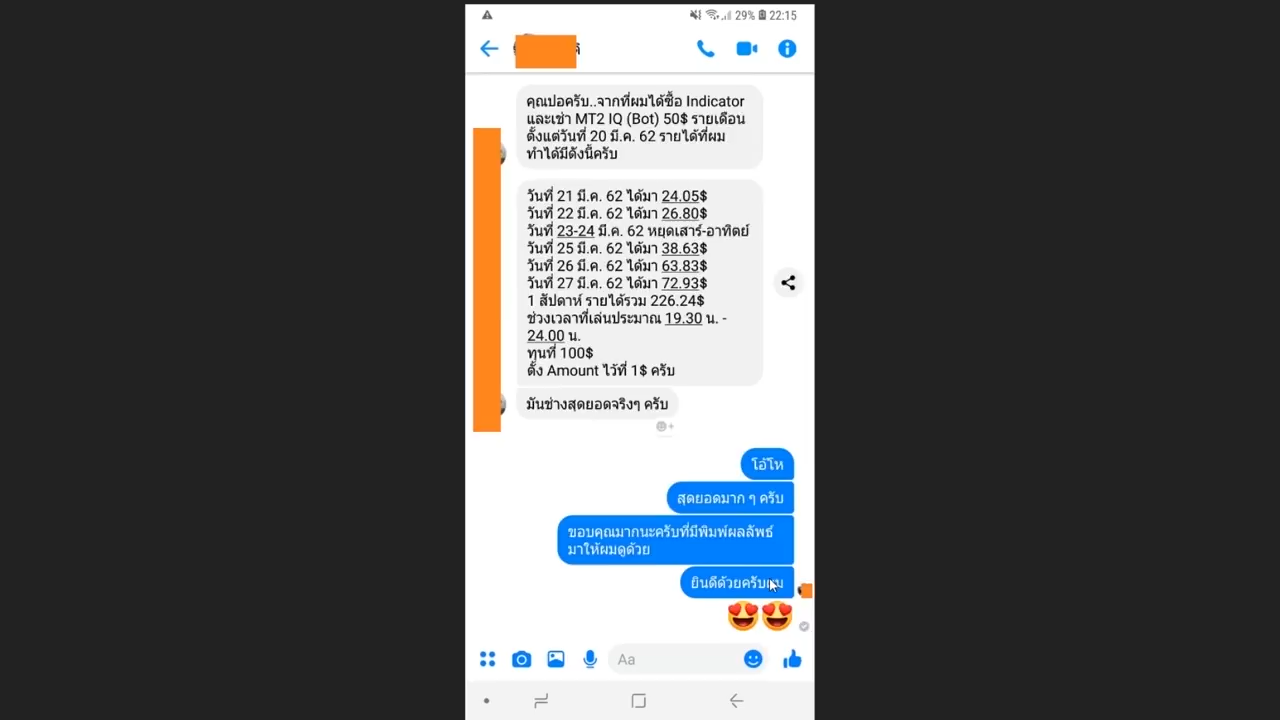 29% 22:15
คุณปอครับ..จากที่ผมได้ซื้อ Indicator
และเช่า MT2 IQ (Bot) 50$ รายเดือน
ตั้งแต่วันที่ 20 มี.ค. 62 รายได้ที่ผม
ทำได้มีดังนี้ครับ
วันที่ 21 มี.ค. 62 ได้มา 24.05$
วันที่ 22 มี.ค. 62 ได้มา 26.80$
วันที่ 23-24 มี.ค. 62 หยุดเสาร์-อาทิตย์
วันที่ 25 มี.ค. 62 ได้มา 38.63$
วันที่ 26 มี.ค. 62 ได้มา 63.83$
วันที่ 27 มี.ค. 62 ได้มา 72.93$
1 สัปดาห์ รายได้รวม 226.24$
ช่วงเวลาที่เล่นประมาณ 19.30 น. -
24.00 น.
ทุนที่ 100$
ตั้ง Amount ไว้ที่ 1$ ครับ
มันช่างสุดยอดจริงๆ ครับ
โอ้โห
สุดยอดมาก ๆ ครับ
ขอบคุณมากนะครับที่มีพิมพ์ผลลัพธ์
มาให้ผมดูด้วย
ยินดีด้วยครับผม
Aa